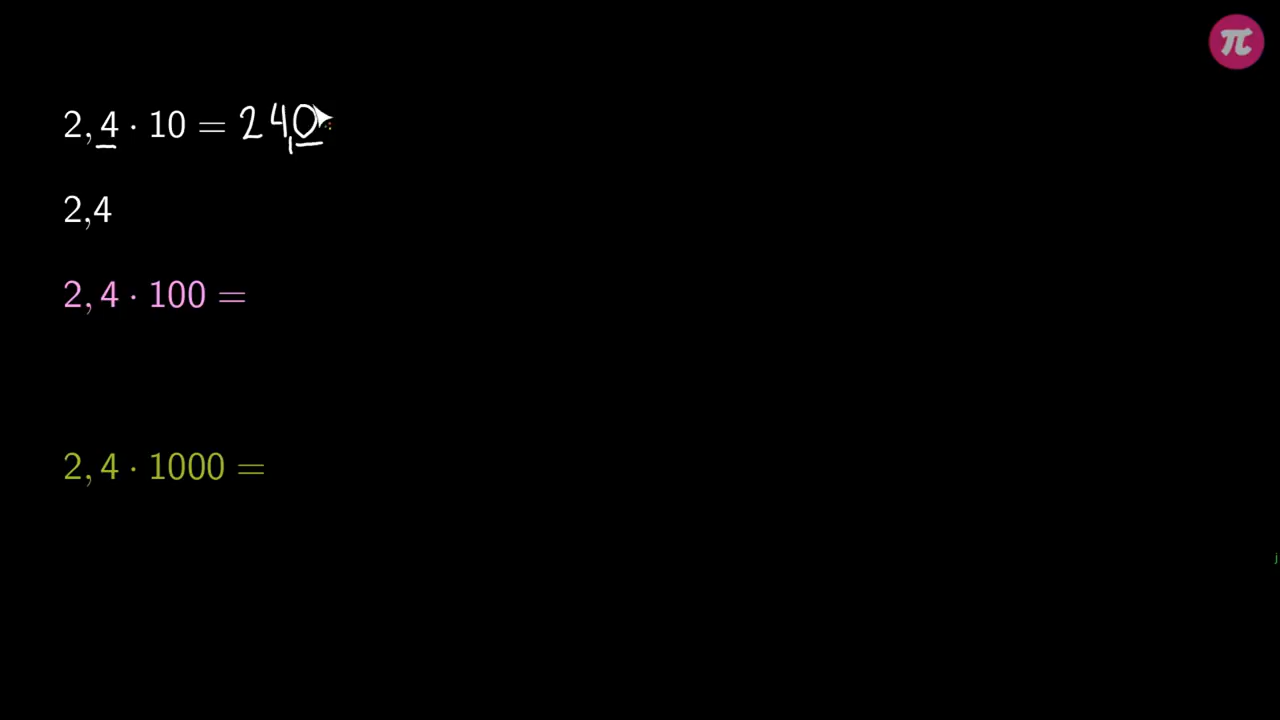 2,4 · 10 = 24,0
2,4
2,4 · 100 =
2,4 · 1000 =
π
j